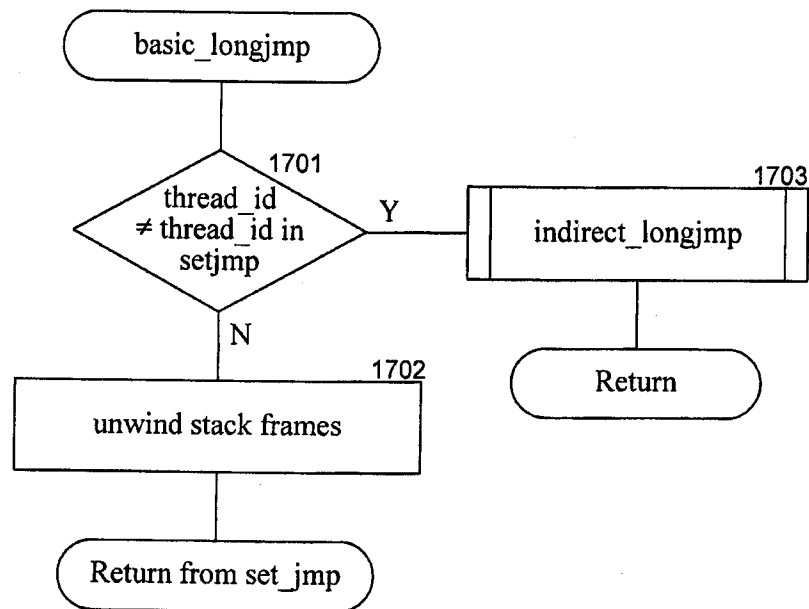 basic_longjmp
1701
thread_id
≠ thread_id in
setjmp
Y
1703
indirect_longjmp
N
Return
1702
unwind stack frames
Return from set_jmp